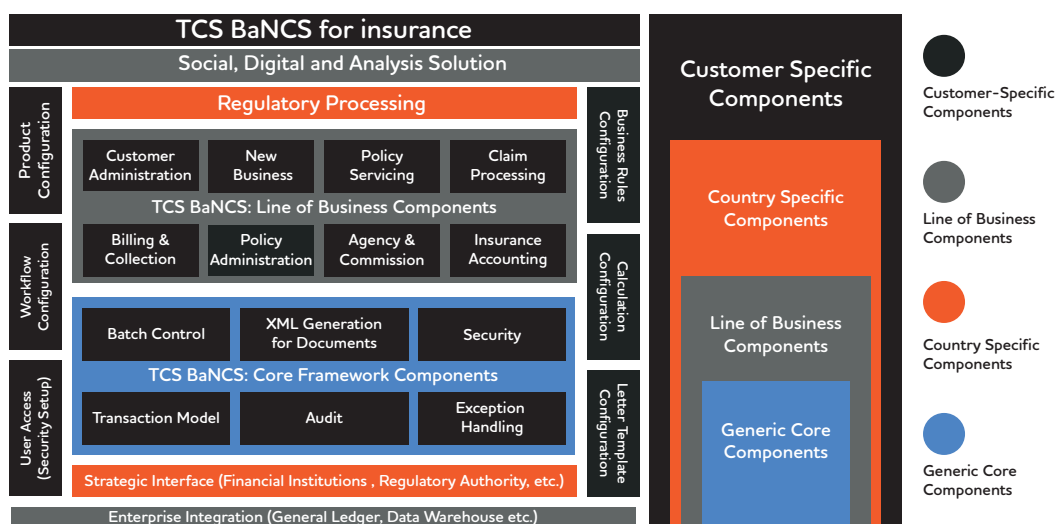 TCS BaNCS for insurance
Social, Digital and Analysis Solution
Product
Configuration
Workflow
Configuration
User Access
(Security Setup)
Regulatory Processing
Customer
Administration
New
Business
Policy
Servicing
Claim
Processing
TCS BaNCS: Line of Business Components
Billing &
Collection
Policy
Administration
Agency &
Commission
Insurance
Accounting
Batch Control
XML Generation
for Documents
Security
TCS BaNCS: Core Framework Components
Transaction Model
Audit
Exception
Handling
Strategic Interface (Financial Institutions , Regulatory Authority, etc.)
Business Rules
Configuration
Calculation
Configuration
Letter Template
Configuration
Enterprise Integration (General Ledger, Data Warehouse etc.)
Customer Specific
Components
Country Specific
Components
Line of Business
Components
Generic Core
Components
Customer-Specific
Components
Line of Business
Components
Country Specific
Components
Generic Core
Components